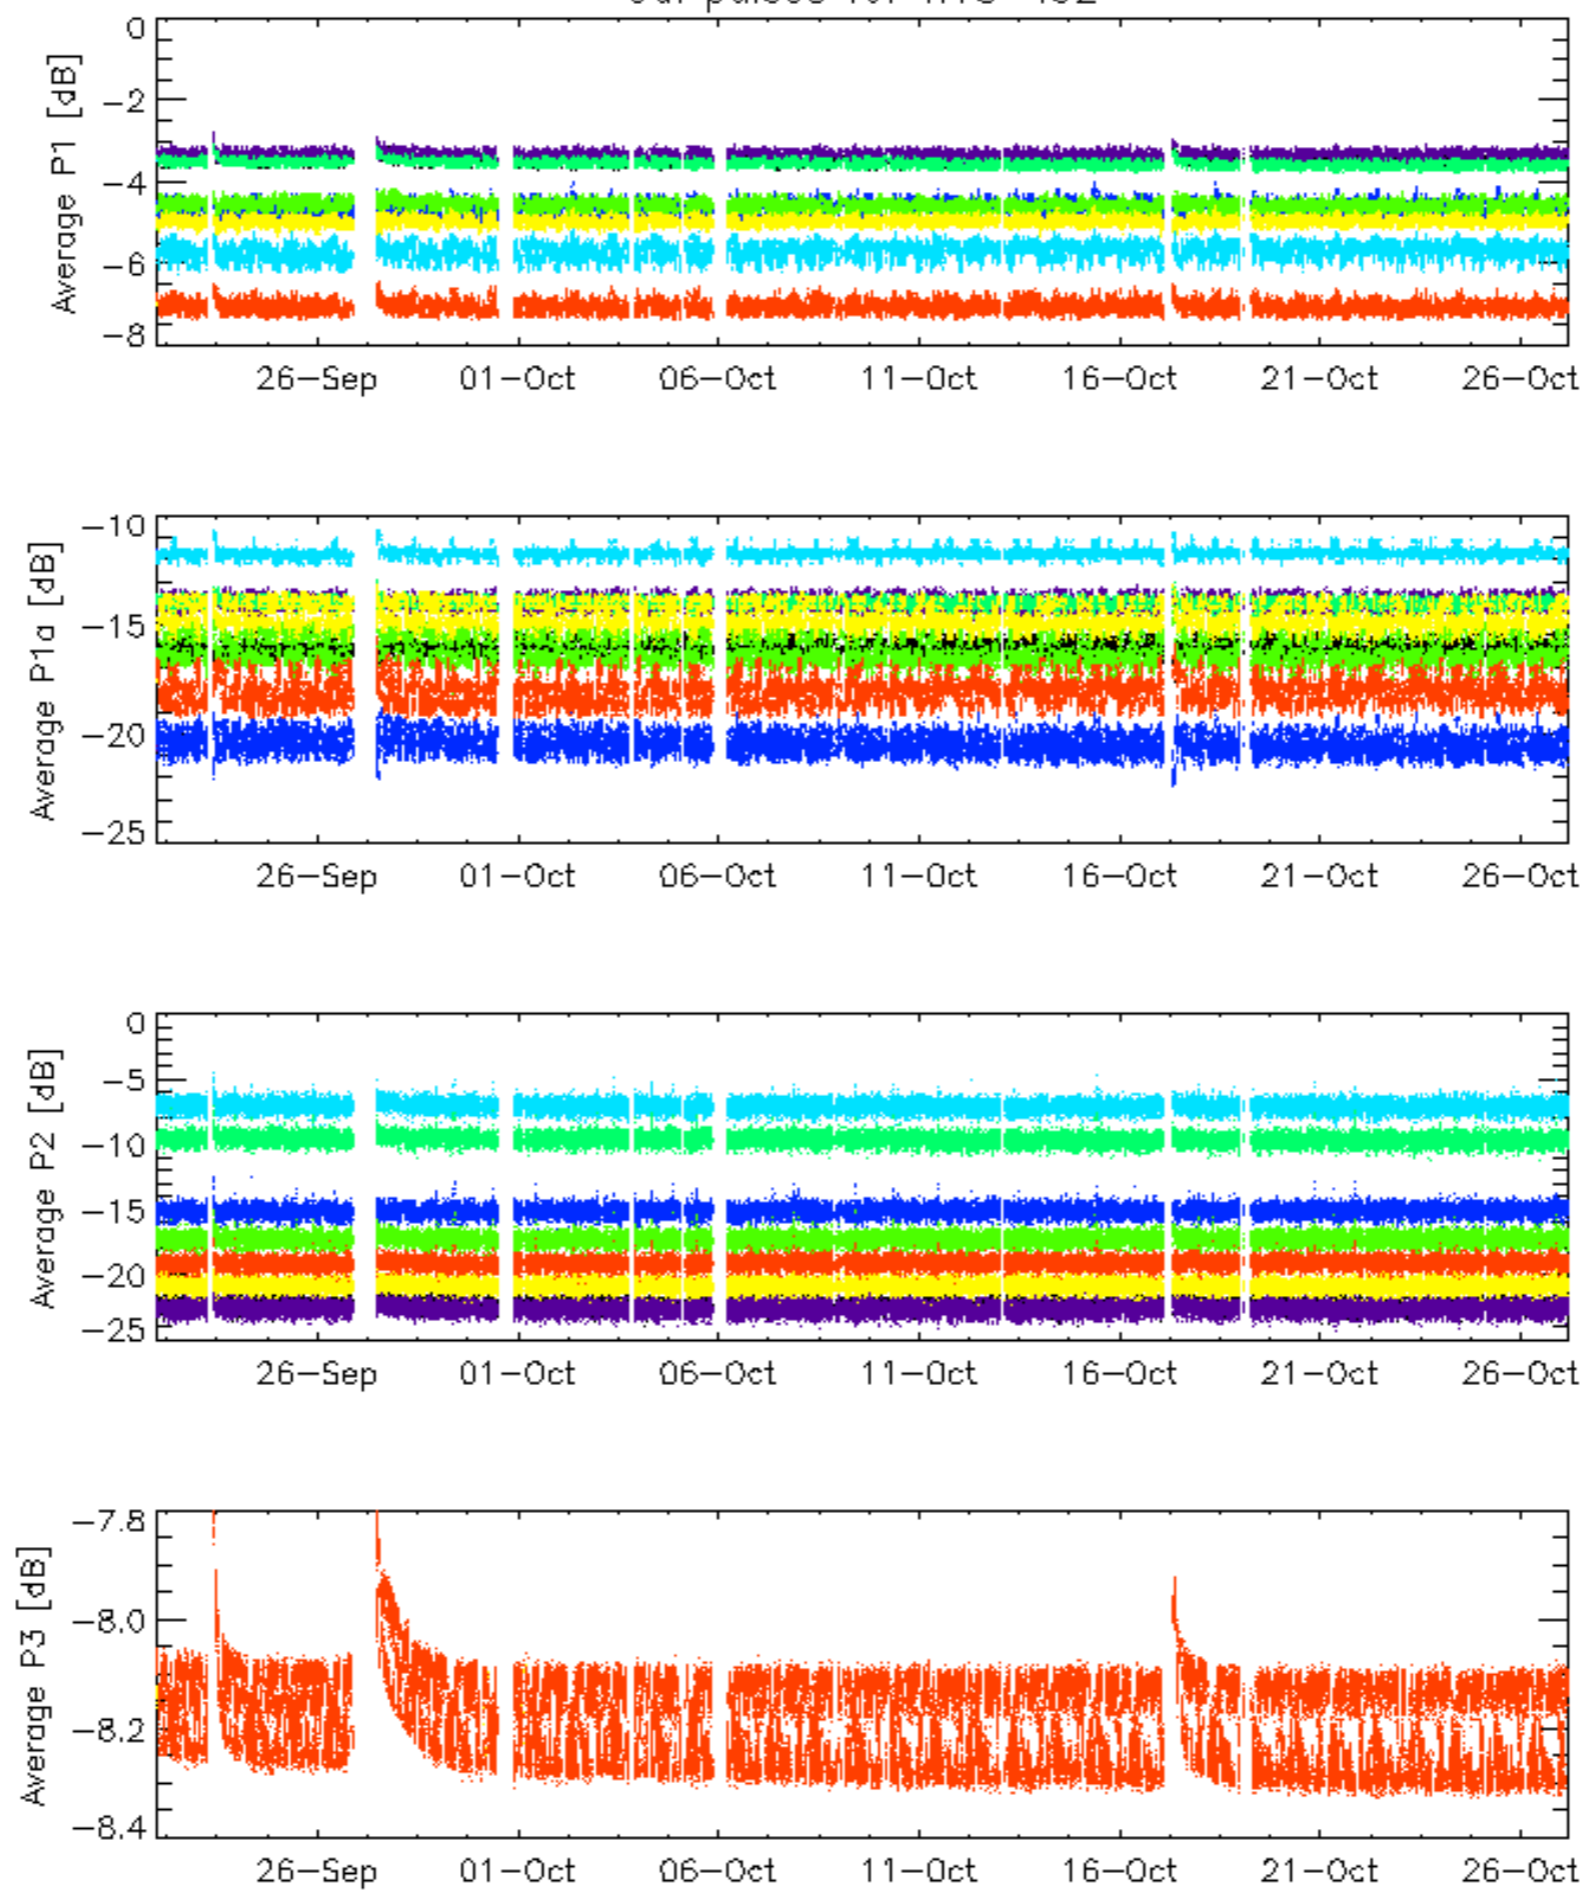 pulses for
0
−2
−4
−6
−8
Average P1 [dB]
26−Sep 01−Oct 06−Oct 11−Oct 16−Oct 21−Oct 26−Oct
−10
−15
−20
−25
Average P1a [dB]
26−Sep 01−Oct 06−Oct 11−Oct 16−Oct 21−Oct 26−Oct
0
−5
−10
−15
−20
−25
Average P2 [dB]
26−Sep 01−Oct 06−Oct 11−Oct 16−Oct 21−Oct 26−Oct
−7.8
−8.0
−8.2
−8.4
Average P3 [dB]
26−Sep 01−Oct 06−Oct 11−Oct 16−Oct 21−Oct 26−Oct